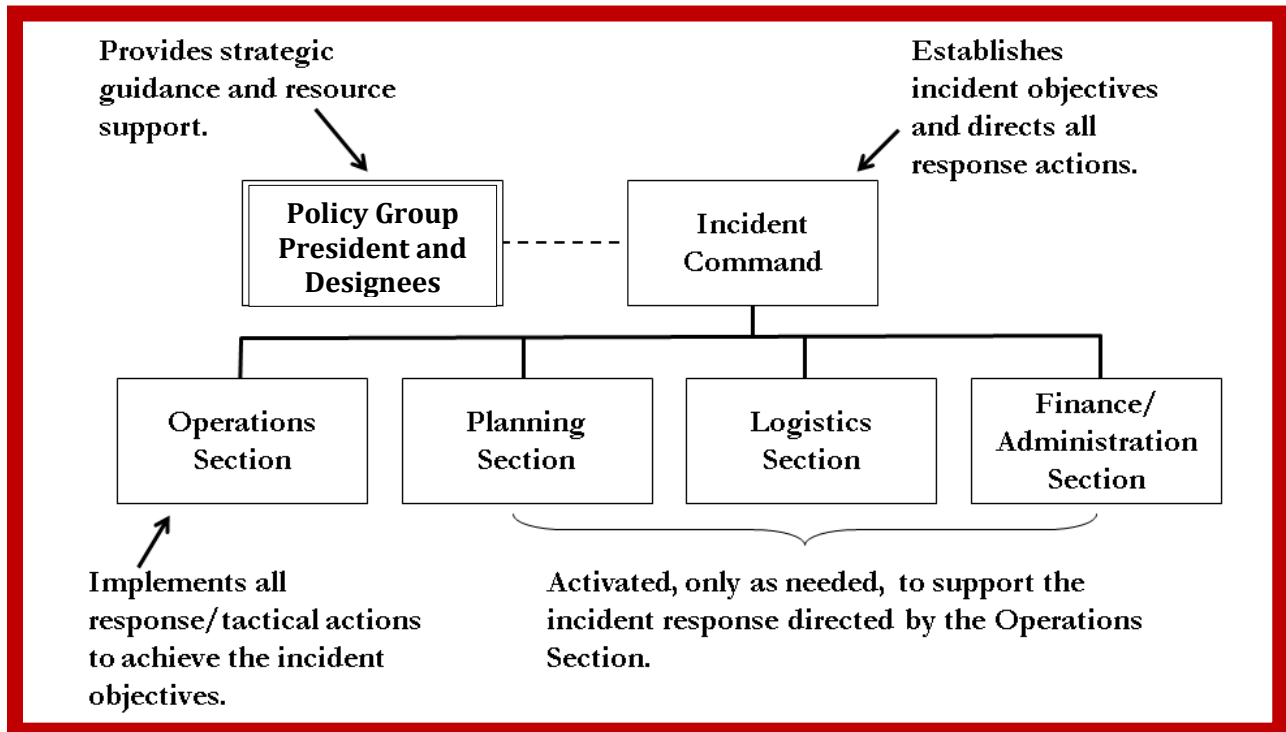 Provides strategic
guidance and resource
support.
Establishes
incident objectives
and directs all
response actions.
Policy Group
President and
Designees
Incident
Command
Operations
Section
Planning
Section
Logistics
Section
Finance/
Administration
Section
Implements all
response/tactical actions
to achieve the incident
objectives.
Activated, only as needed, to support the
incident response directed by the Operations
Section.